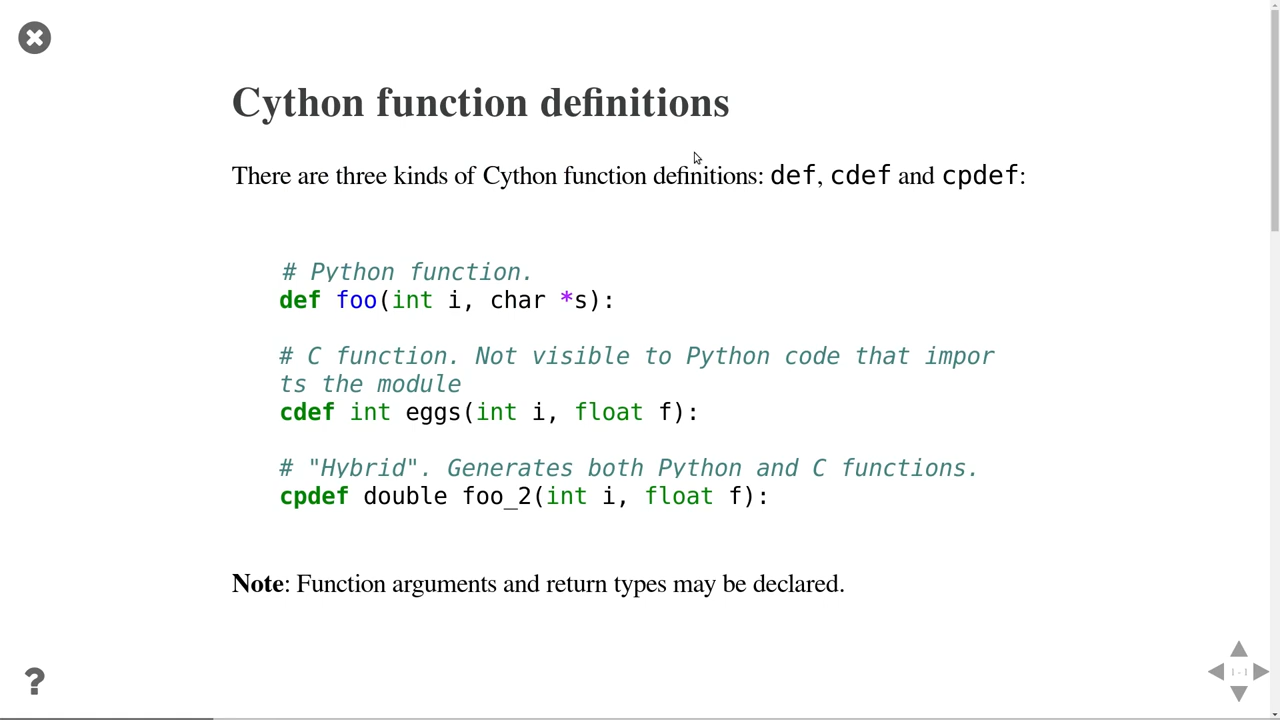 Cython function definitions
There are three kinds of Cython function definitions: def, cdef and cpdef:
# Python function.
def foo(int i, char *s):
# C function. Not visible to Python code that impor
ts the module
cdef int eggs(int i, float f):
# "Hybrid". Generates both Python and C functions.
cpdef double foo_2(int i, float f):
Note: Function arguments and return types may be declared.
?
1 - 1